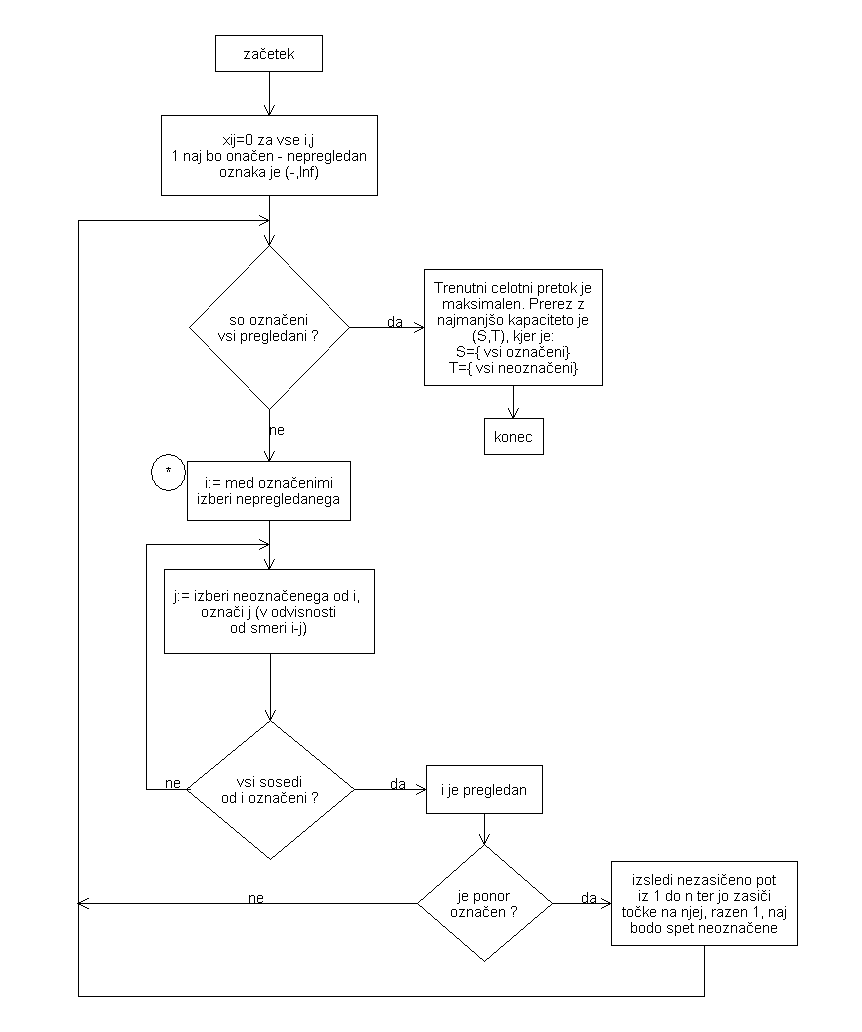 začetek
xij=0 za vse i,j
1 naj bo onačen - nepregledan
oznaka je (-,Inf)
so označeni
vsi pregledani ?
da
Trenutni celotni pretok je
maksimalen. Prerez z
najmanjšo kapaciteto je
(S,T), kjer je:
S={ vsi označeni}
T={ vsi neoznačeni}
konec
ne
*
i:= med označenimi
izberi nepregledanega
j:= izberi neoznačenega od i,
označi j (v odvisnosti
od smeri i-j)
ne
vsi sosedi
od i označeni ?
da
i je pregledan
ne
je ponor
označen ?
da
izsledi nezasičeno pot
iz 1 do n ter jo zasiči
točke na njej, razen 1, naj
bodo spet neoznačene